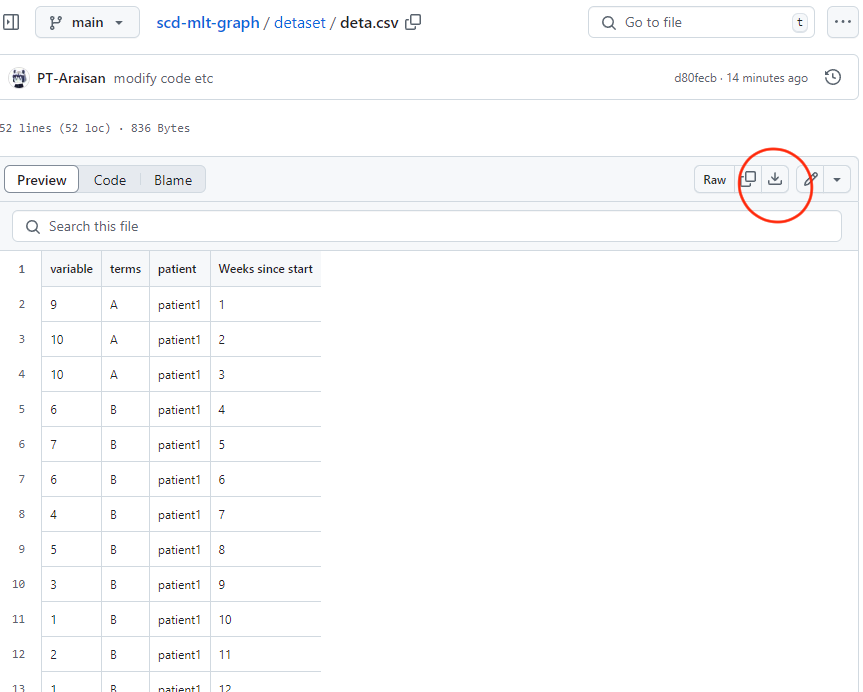 main
scd-mlt-graph / detaset / deta.csv
Go to file
t
PT-Araisan modify code etc
d80fecb · 14 minutes ago
52 lines (52 loc) · 836 Bytes
Preview Code Blame
Raw
Search this file
1 variable terms patient Weeks since start
2 9 A patient1 1
3 10 A patient1 2
4 10 A patient1 3
5 6 B patient1 4
6 7 B patient1 5
7 6 B patient1 6
8 4 B patient1 7
9 5 B patient1 8
10 3 B patient1 9
11 1 B patient1 10
12 2 B patient1 11
13 1 B patient1 12